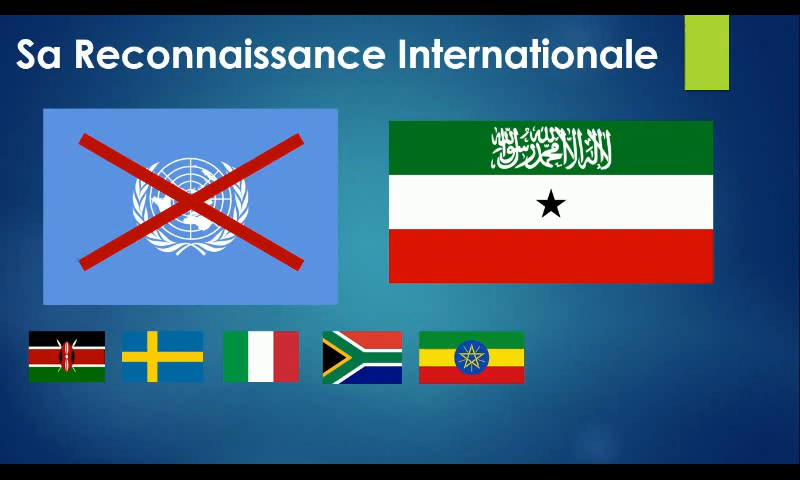 Sa Reconnaissance Internationale
لا إله إلا الله محمد رسول الله